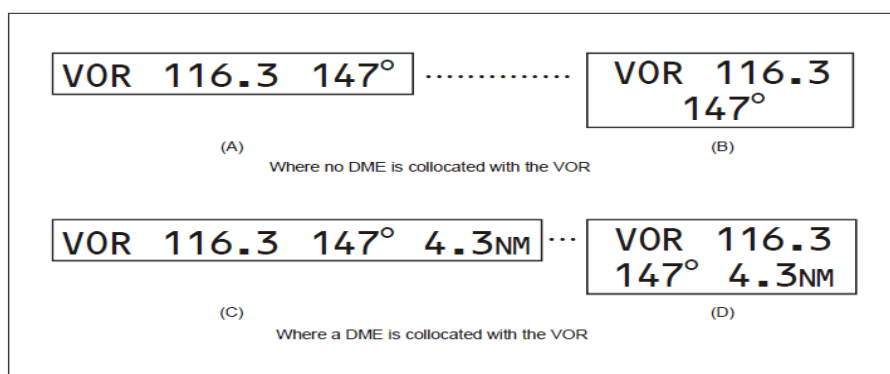 VOR 116.3 147°
VOR 116.3
147°
(A)
(B)
Where no DME is collocated with the VOR
VOR 116.3 147° 4.3NM
VOR 116.3
147° 4.3NM
(C)
(D)
Where a DME is collocated with the VOR